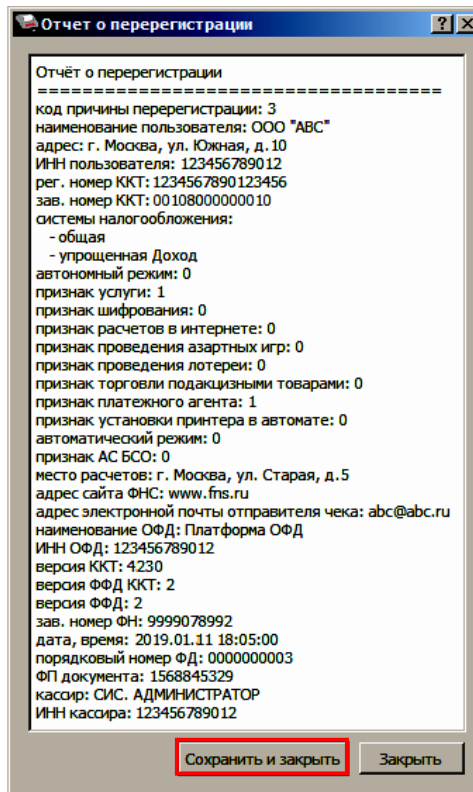 Отчет о перерегистрации
Отчёт о перерегистрации
=====================================
код причины перерегистрации: 3
наименование пользователя: ООО "АВС"
адрес: г. Москва, ул. Южная, д.10
ИНН пользователя: 123456789012
рег. номер ККТ: 1234567890123456
зав. номер ККТ: 00108000000010
системы налогообложения:
- общая
- упрощенная Доход
автономный режим: 0
признак услуги: 1
признак шифрования: 0
признак расчетов в интернете: 0
признак проведения азартных игр: 0
признак проведения лотереи: 0
признак торговли подакцизными товарами: 0
признак платежного агента: 1
признак установки принтера в автомате: 0
автоматический режим: 0
признак АС БСО: 0
место расчетов: г. Москва, ул. Старая, д.5
адрес сайта ФНС: www.fns.ru
адрес электронной почты отправителя чека: abc@abc.ru
наименование ОФД: Платформа ОФД
ИНН ОФД: 123456789012
версия ККТ: 4230
версия ФФД ККТ: 2
версия ФФД: 2
зав. номер ФН: 9999078992
дата, время: 2019.01.11 18:05:00
порядковый номер ФД: 0000000003
ФП документа: 1568845329
кассир: СИС. АДМИНИСТРАТОР
ИНН кассира: 123456789012
Сохранить и закрыть Закрыть